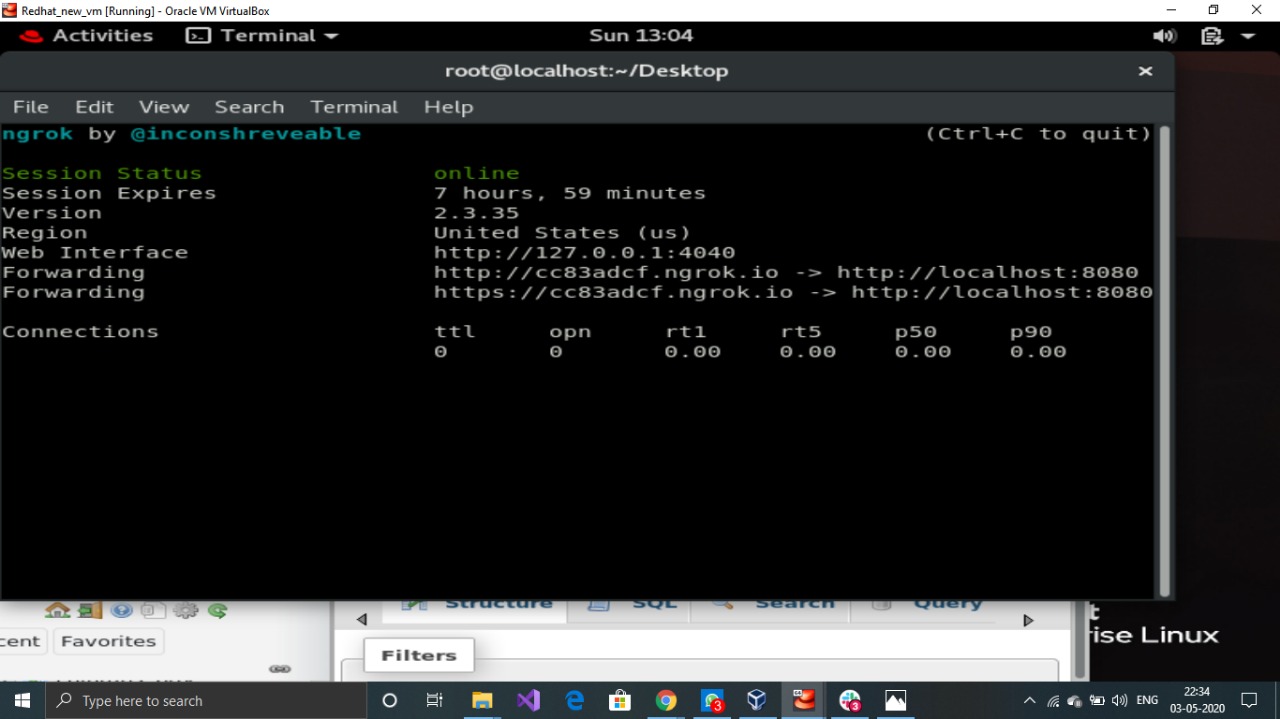 Redhat_new_vm [Running] - Oracle VM VirtualBox
Activities Terminal Sun 13:04
root@localhost:~/Desktop
File Edit View Search Terminal Help
ngrok by @inconshreveable (Ctrl+C to quit)
Session Status online
Session Expires 7 hours, 59 minutes
Version 2.3.35
Region United States (us)
Web Interface http://127.0.0.1:4040
Forwarding http://cc83adcf.ngrok.io -> http://localhost:8080
Forwarding https://cc83adcf.ngrok.io -> http://localhost:8080
Connections ttl opn rt1 rt5 p50 p90
0 0 0.00 0.00 0.00 0.00
Structure SQL Search Query
cent Favorites
rise Linux
Filters
Type here to search
3
3
ENG
22:34
03-05-2020